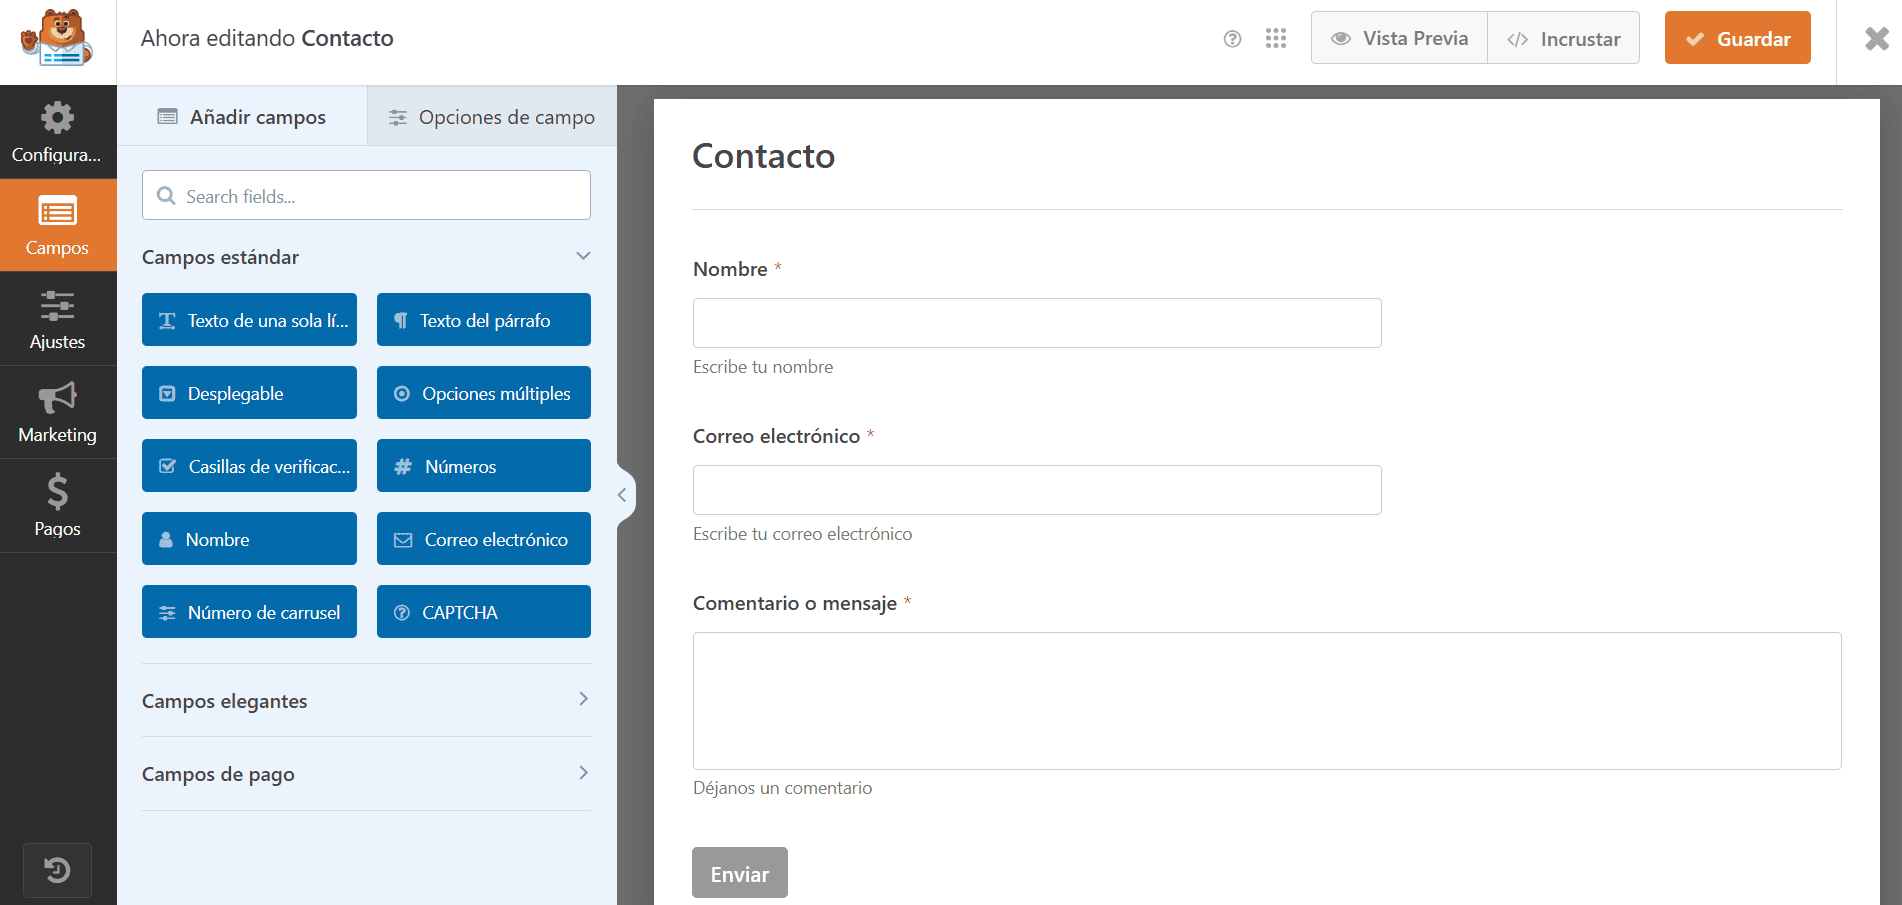 Ahora editando Contacto
Vista Previa
Incrustar
Guardar
Configura...
Campos
Ajustes
Marketing
Pagos
Añadir campos
Opciones de campo
Search fields...
Campos estándar
Texto de una sola lí...
Texto del párrafo
Desplegable
Opciones múltiples
Casillas de verificac...
Números
Nombre
Correo electrónico
Número de carrusel
CAPTCHA
Campos elegantes
Campos de pago
Contacto
Nombre *
Escribe tu nombre
Correo electrónico *
Escribe tu correo electrónico
Comentario o mensaje *
Déjanos un comentario
Enviar